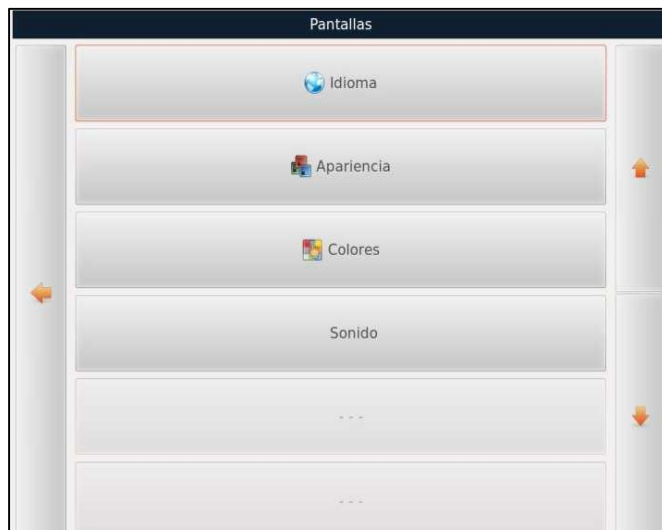 Pantallas
Idioma
Apariencia
Colores
Sonido
- - -
- - -